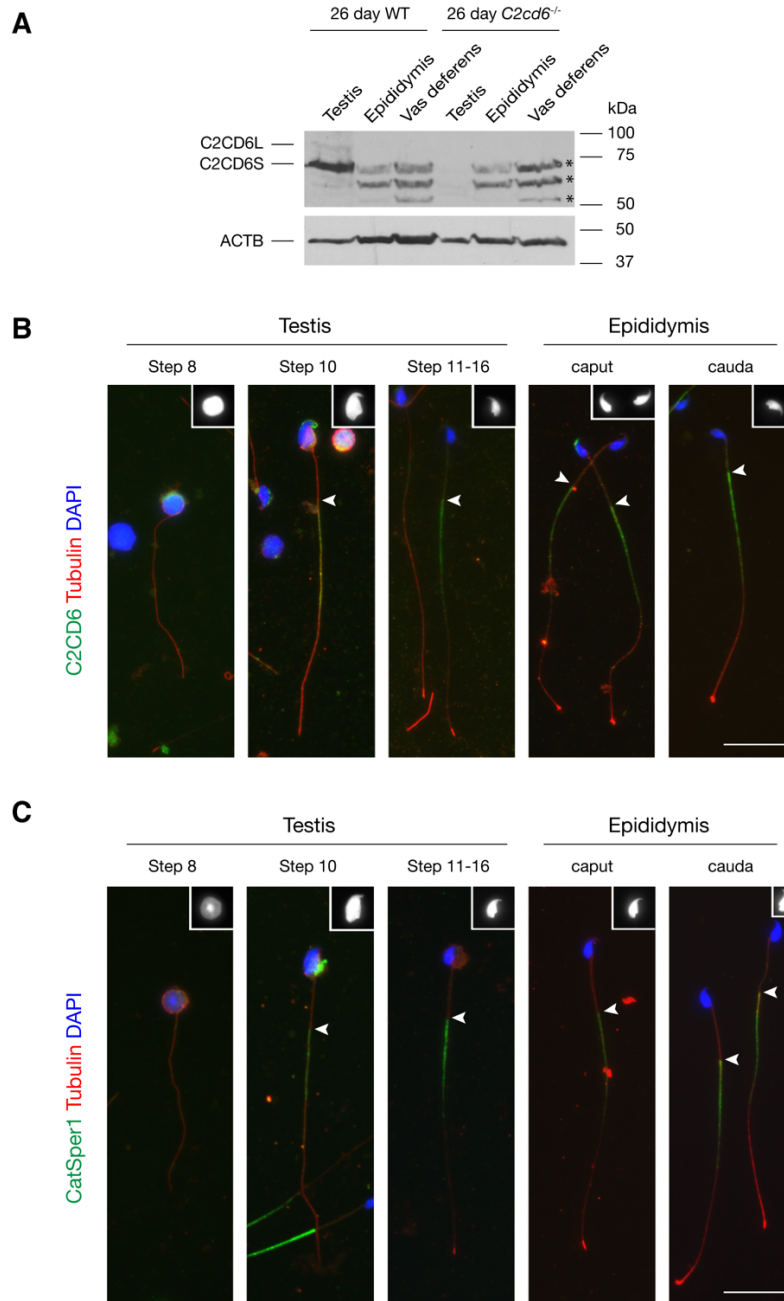 A
26 day WT
26 day C2cd6-/-
Testis
Epididymis
Vas deferens
Testis
Epididymis
Vas deferens
kDa
C2CD6L
C2CD6S
100
75
50
*
*
*
ACTB
50
37
B
Testis
Epididymis
Step 8
Step 10
Step 11-16
caput
cauda
C2CD6 Tubulin DAPI
C
Testis
Epididymis
Step 8
Step 10
Step 11-16
caput
cauda
CatSper1 Tubulin DAPI